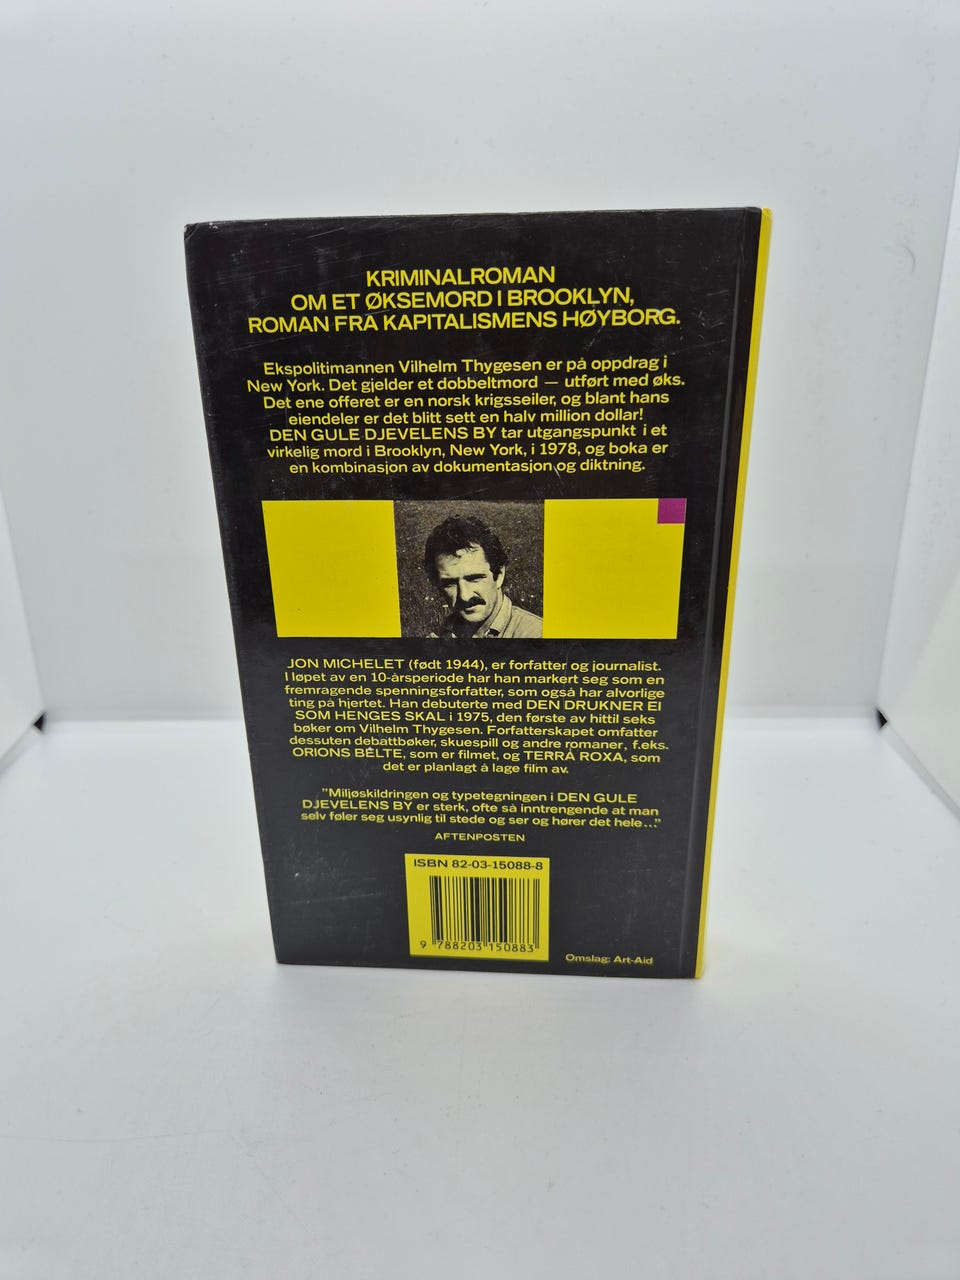 KRIMINALROMAN
OM ET ØKSEMORD I BROOKLYN,
ROMAN FRA KAPITALISMENS HØYBORG.
Ekspolitimannen Vilhelm Thygesen er på oppdrag i
New York. Det gjelder et dobbeltmord — utført med øks.
Det ene offeret er en norsk krigsseiler, og blant hans
eiendeler er det blitt sett en halv million dollar!
DEN GULE DJEVELENS BY tar utgangspunkt i et
virkelig mord i Brooklyn, New York, i 1978, og boka er
en kombinasjon av dokumentasjon og diktning.
JON MICHELET (født 1944), er forfatter og journalist.
I løpet av en 10-årsperiode har han markert seg som en
fremragende spenningsforfatter, som også har alvorlige
ting på hjertet. Han debuterte med DEN DRUKNER EI
SOM HENGES SKAL i 1975, den første av hittil seks
bøker om Vilhelm Thygesen. Forfatterskapet omfatter
dessuten debattbøker, skuespill og andre romaner, f.eks.
ORIONS BELTE, som er filmet, og TERRA ROXA, som
det er planlagt å lage film av.
"Miljøskildringen og typetegningen i DEN GULE
DJEVELENS BY er sterk, ofte så inntrengende at man
selv føler seg usynlig til stede og ser og hører det hele..."
AFTENPOSTEN
ISBN 82-03-15088-8
9 788203 150883
Omslag: Art-Aid